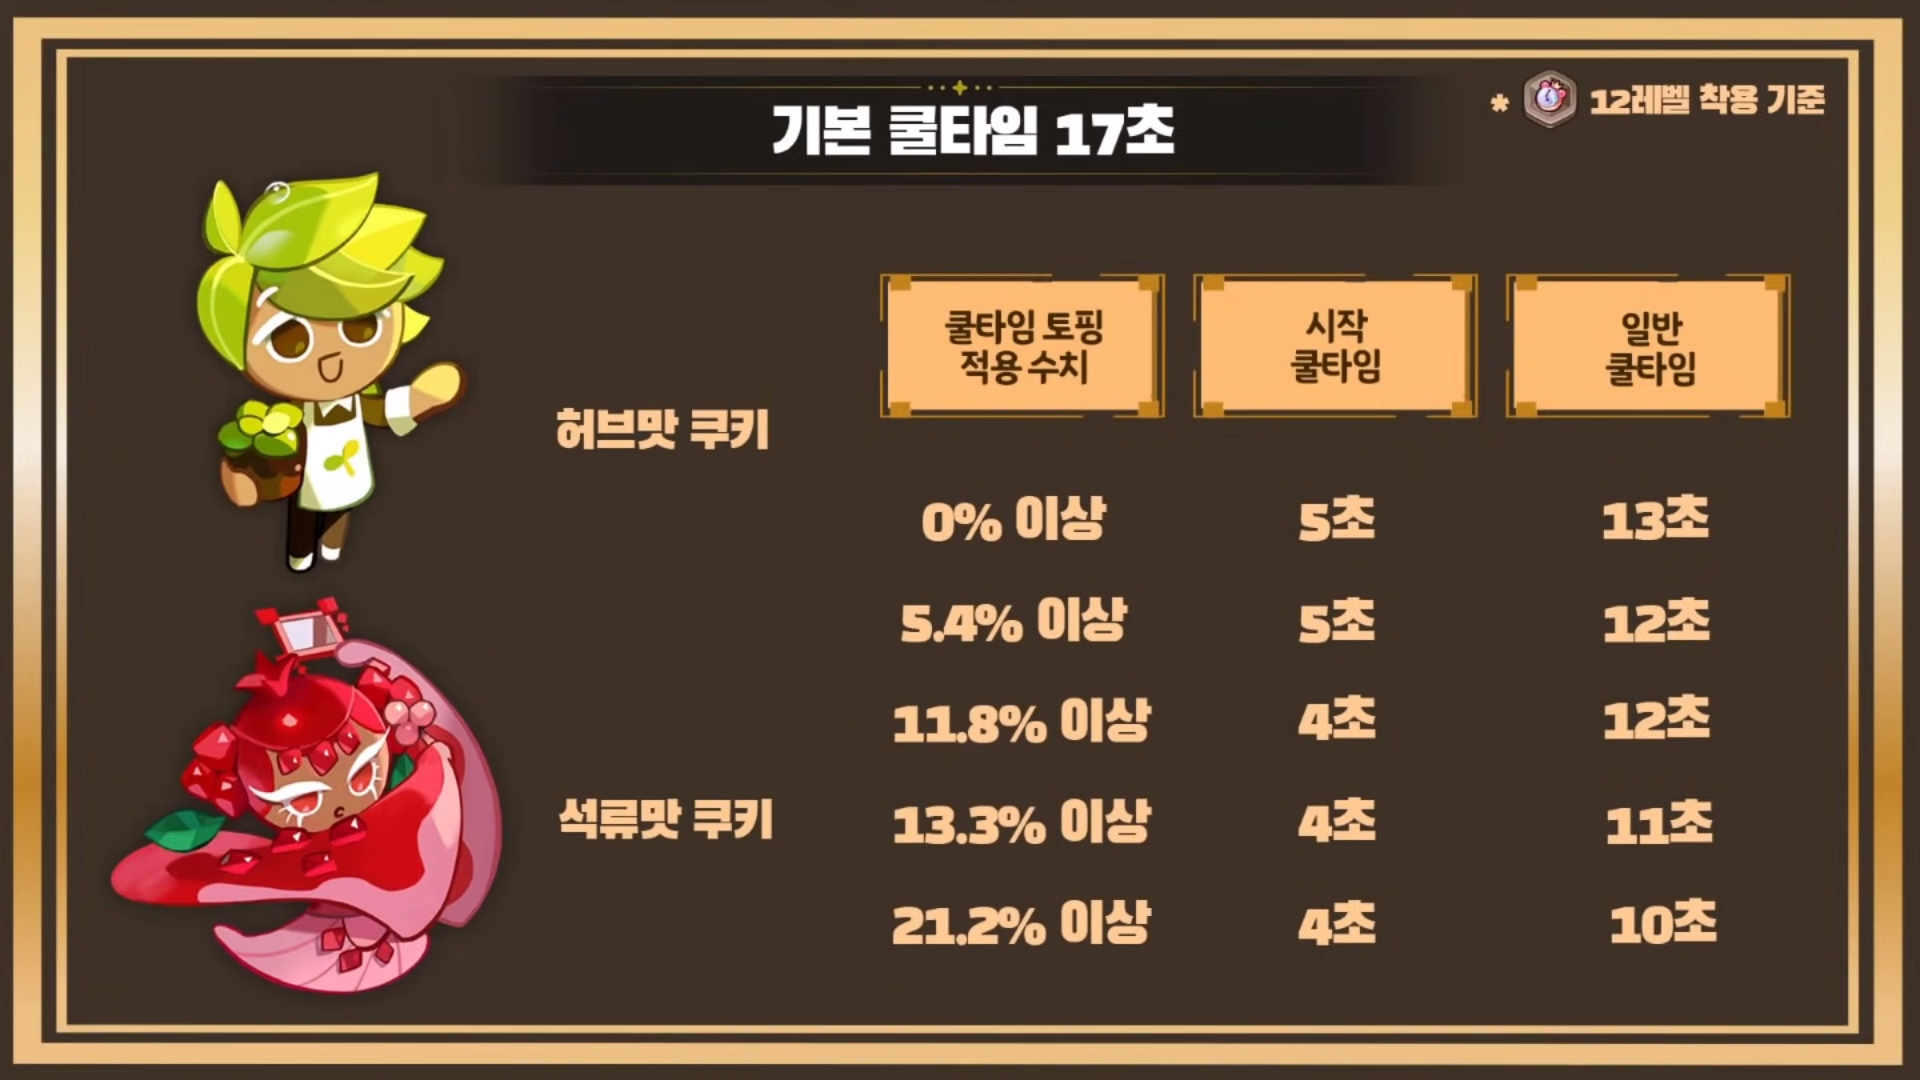 기본 쿨타임 17초
* 12레벨 착용 기준
쿨타임 토핑
적용 수치
시작
쿨타임
일반
쿨타임
허브맛 쿠키
0% 이상 5초 13초
5.4% 이상 5초 12초
11.8% 이상 4초 12초
석류맛 쿠키
13.3% 이상 4초 11초
21.2% 이상 4초 10초